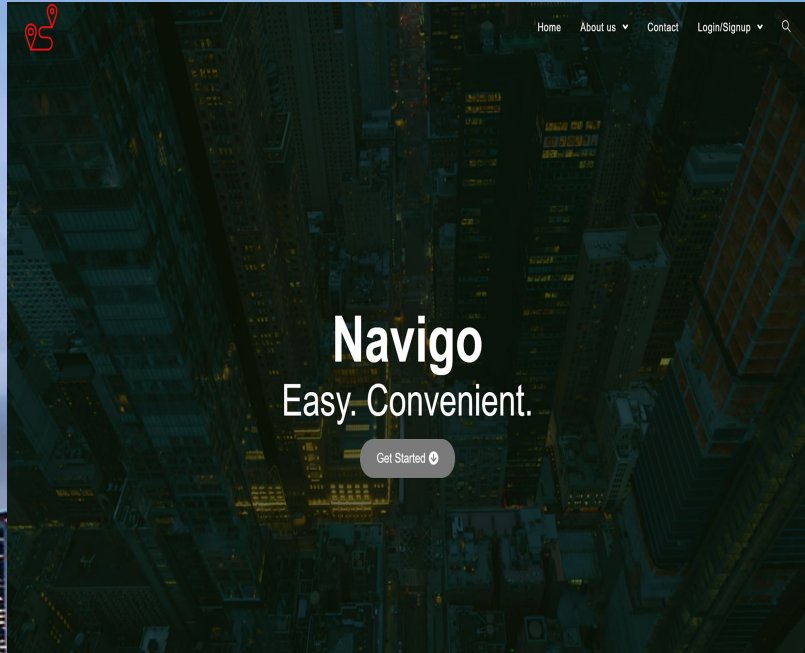 Home About us Contact Login/Signup
Navigo
Easy. Convenient.
Get Started